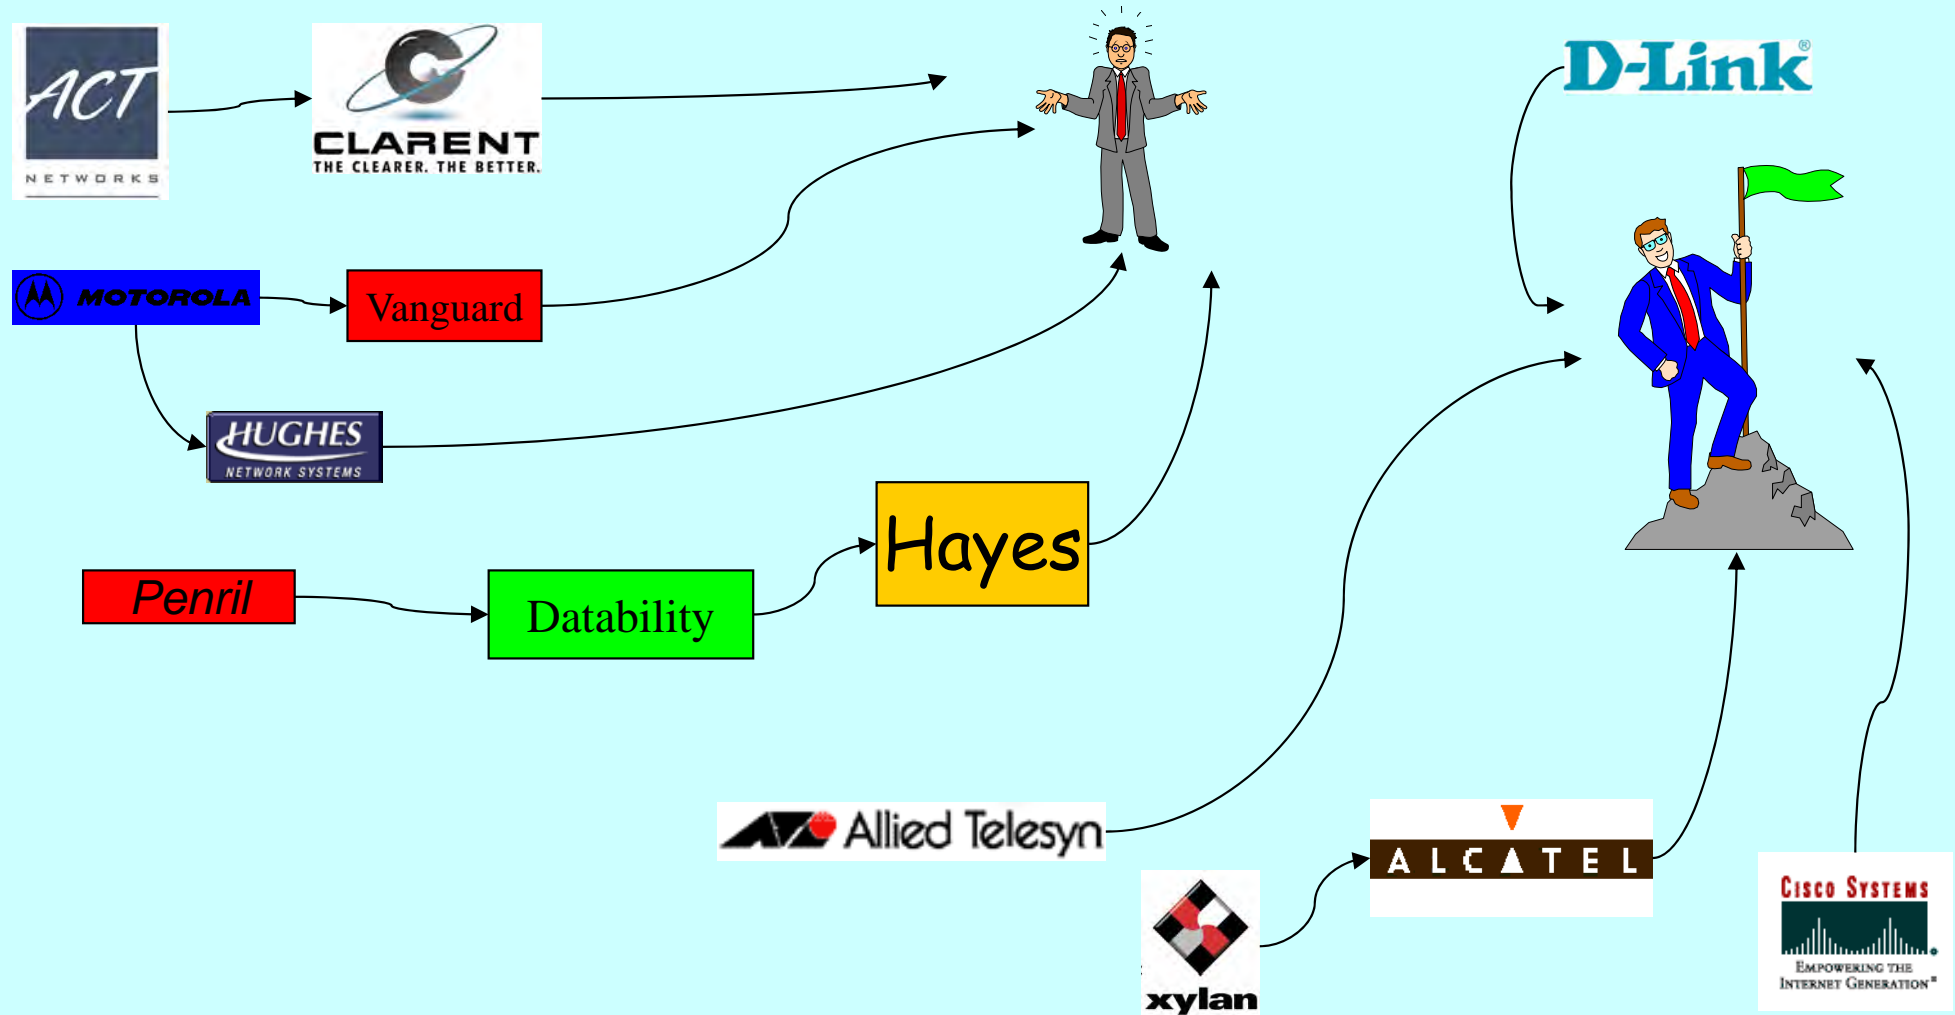 ACT
NETWORKS
CLARENT
THE CLEARER. THE BETTER.
D-Link®
MOTOROLA
Vanguard
HUGHES
NETWORK SYSTEMS
Hayes
Penril
Datability
Allied Telesyn
ALCATEL
xylan
CISCO SYSTEMS
EMPOWERING THE
INTERNET GENERATION